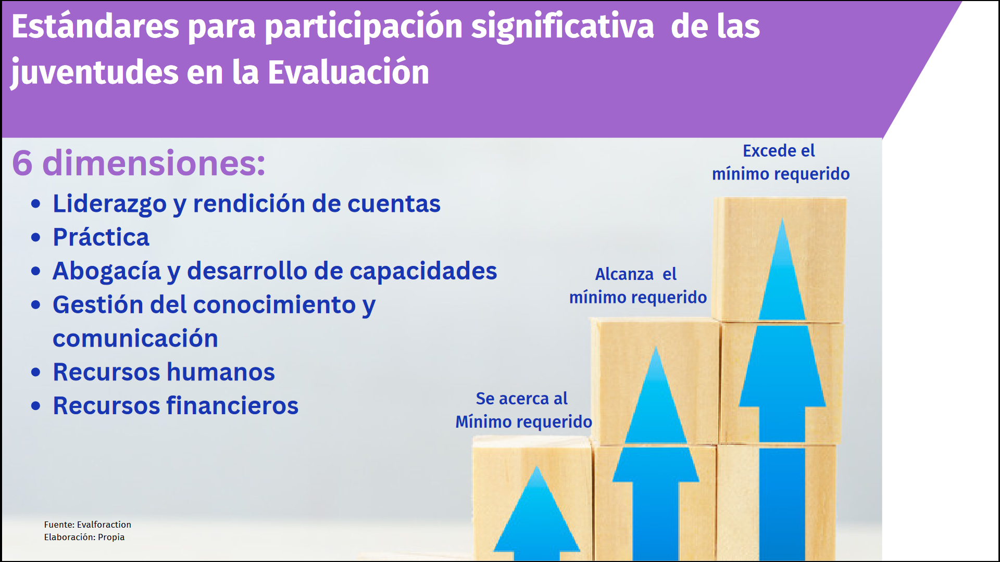 Estándares para participación significativa  de las
juventudes en la Evaluación
6 dimensiones:
• Liderazgo y rendición de cuentas
• Práctica
• Abogacía y desarrollo de capacidades
• Gestión del conocimiento y
comunicación
• Recursos humanos
• Recursos financieros
Excede el
mínimo requerido
Alcanza  el
mínimo requerido
Se acerca al
Mínimo requerido
Fuente: Evalforaction
Elaboración: Propia